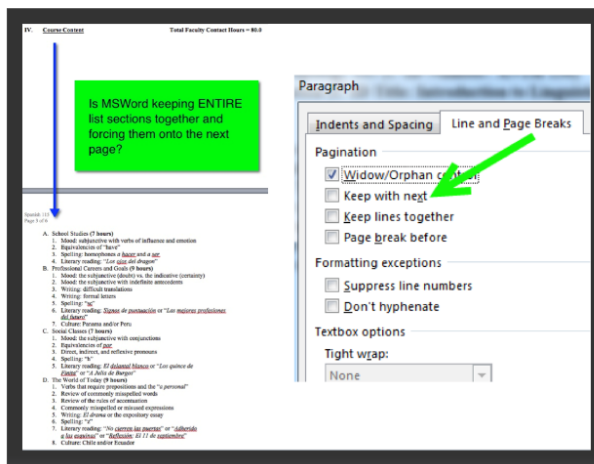 IV. Course Content Total Faculty Contact Hours = 80.0
Is MSWord keeping ENTIRE
list sections together and
forcing them onto the next
page?
Page 5 of 6
A. School Studies (7 hours)
1. Mood: subjunctive with verbs of influence and emotion
2. Equivalencies of "have"
3. Spelling: homophones a hacer and a ser
4. Literary reading: "Los ojos del dragon"
B. Professional Careers and Goals (9 hours)
1. Mood: the subjunctive (doubt) vs. the indicative (certainty)
2. Mood: the subjunctive with indefinite antecedents
3. Writing: difficult translations
4. Writing: formal letters
5. Spelling: "sc"
6. Literary reading: Signos de puntuación or "Las mejores profesiones
del futuro"
7. Culture: Panama and/or Peru
C. Social Classes (7 hours)
1. Mood: the subjunctive with conjunctions
2. Equivalencies of por
3. Direct, indirect, and reflexive pronouns
4. Spelling: "h"
5. Literary reading: El delantal blanco or "Los quince de
or "A Julia de Burgos"
D. The World of Today (9 hours)
1. Verbs that require prepositions and the "a personal"
2. Review of commonly misspelled words
3. Review of the rules of accentuation
4. Commonly misspelled or misused expressions
5. Writing: El drama or the expository essay
6. Spelling: "z"
7. Literary reading: "No cierren las puertas" or "Adherido
a las esquinas" or "Reflexión: El 11 de septiembre"
8. Culture: Chile and/or Ecuador
Paragraph
Indents and Spacing Line and Page Breaks
Pagination
Widow/Orphan control
Keep with next
Keep lines together
Page break before
Formatting exceptions
Suppress line numbers
Don't hyphenate
Textbox options
Tight wrap:
None